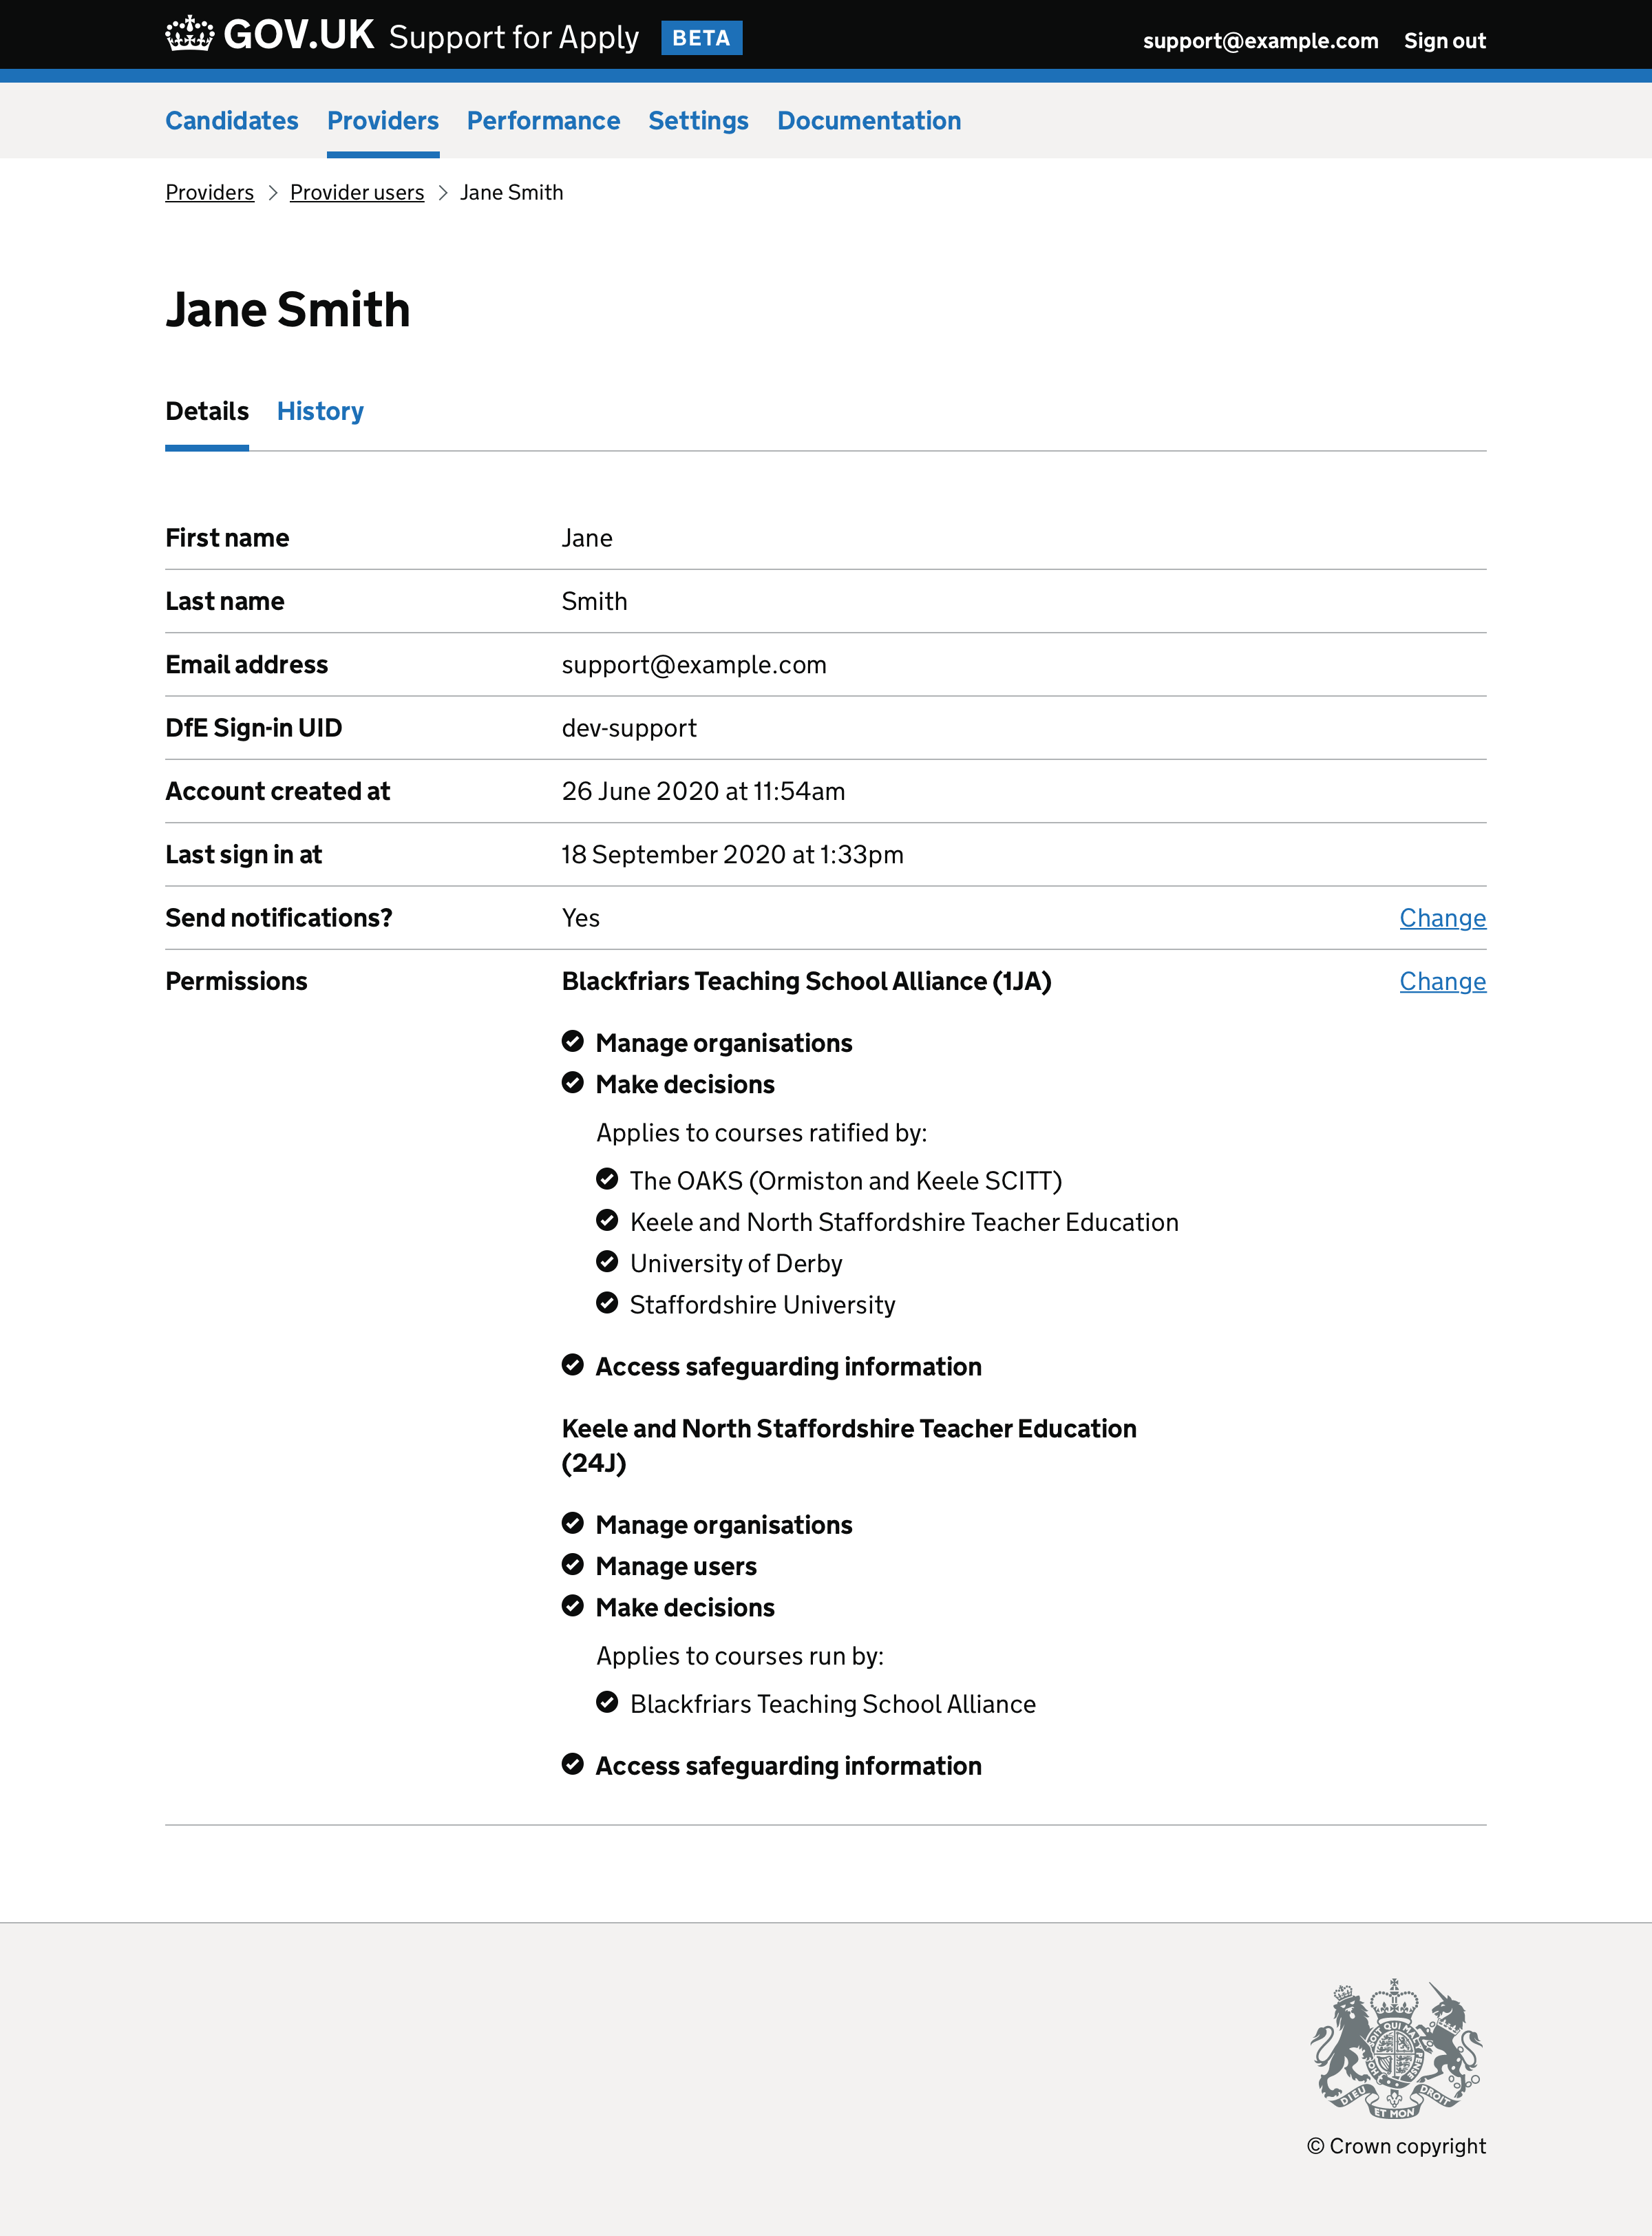 GOV.UK Support for Apply BETA support@example.com Sign out
Candidates Providers Performance Settings Documentation
Providers Provider users Jane Smith
Jane Smith
Details History
First name Jane
Last name Smith
Email address support@example.com
DfE Sign-in UID dev-support
Account created at 26 June 2020 at 11:54am
Last sign in at 18 September 2020 at 1:33pm
Send notifications? Yes Change
Permissions Blackfriars Teaching School Alliance (1JA) Change
Manage organisations
Make decisions
Applies to courses ratified by:
The OAKS (Ormiston and Keele SCITT)
Keele and North Staffordshire Teacher Education
University of Derby
Staffordshire University
Access safeguarding information
Keele and North Staffordshire Teacher Education
(24J)
Manage organisations
Manage users
Make decisions
Applies to courses run by:
Blackfriars Teaching School Alliance
Access safeguarding information
DIEU ET MON DROIT
© Crown copyright